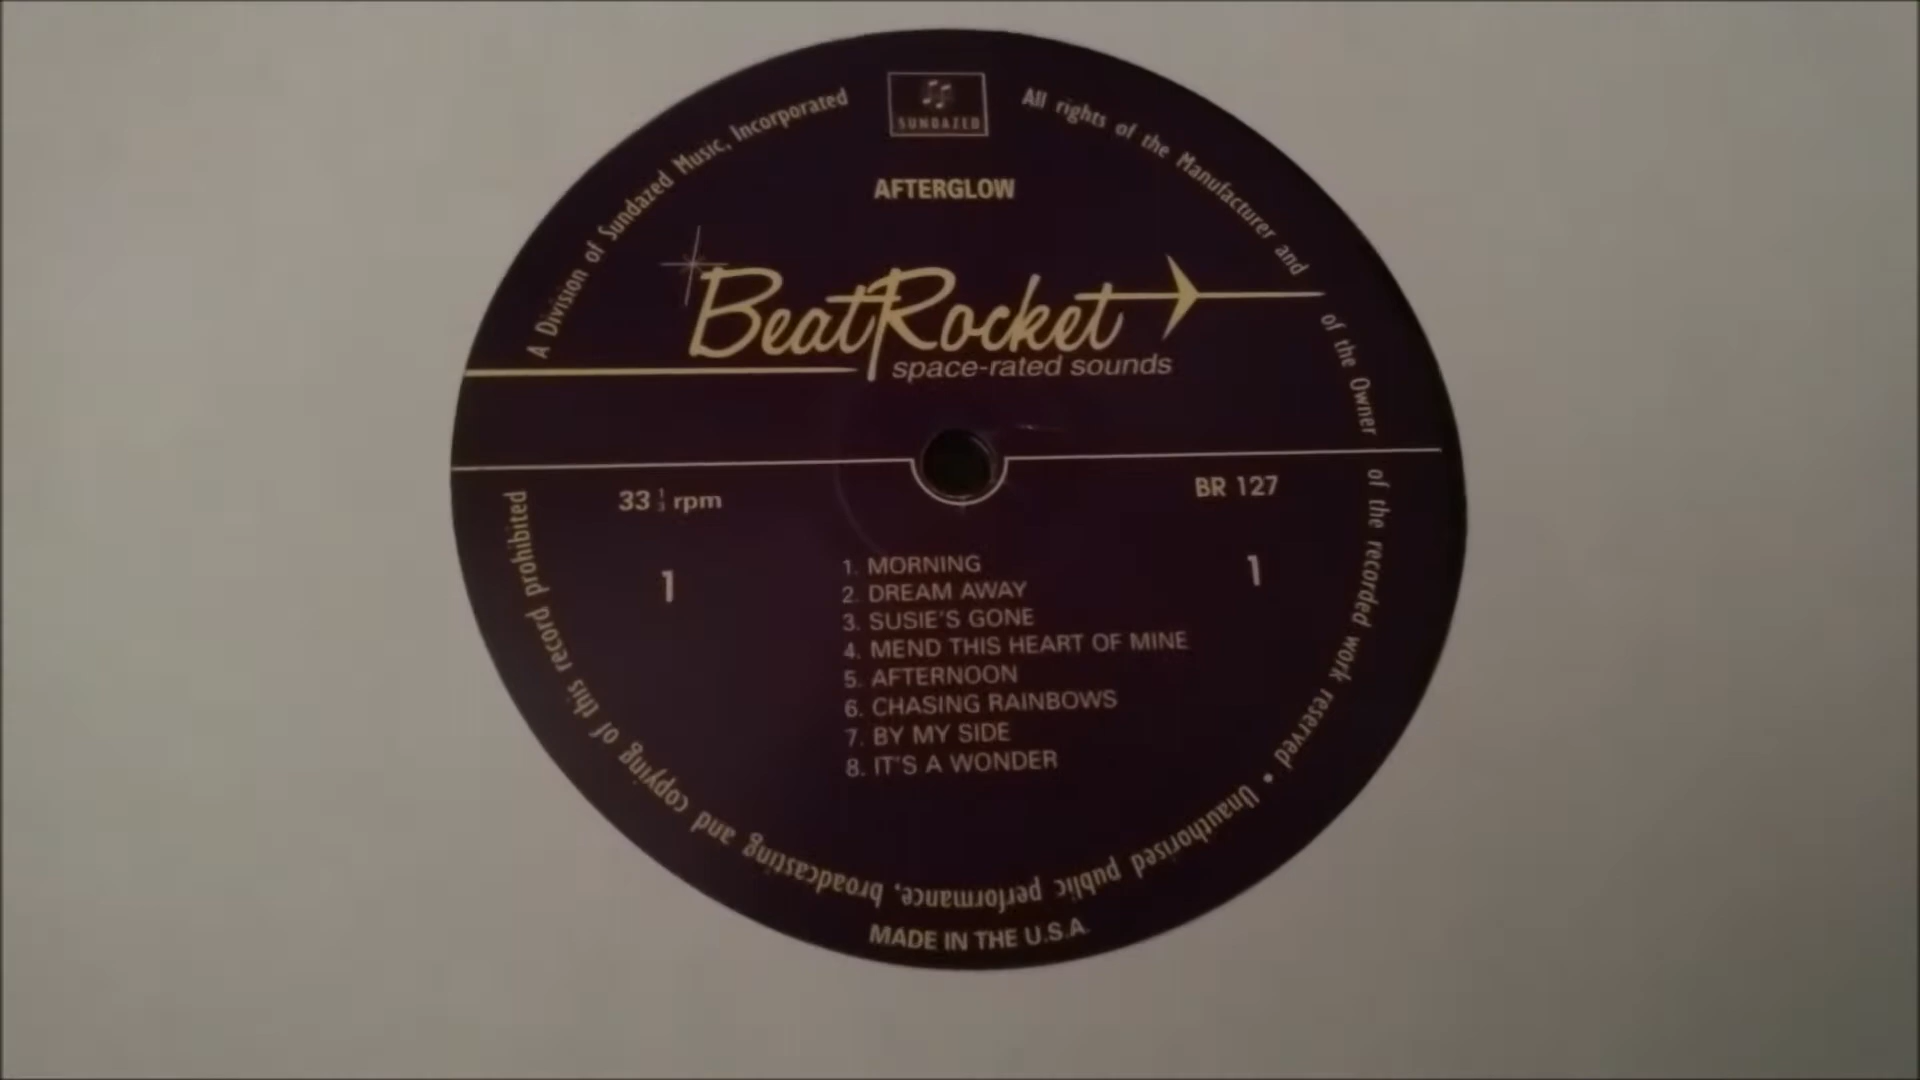 SUNDAZED
AFTERGLOW
BeatRocket
space-rated sounds
33 1/3 rpm
BR 127
1
1
1. MORNING
2. DREAM AWAY
3. SUSIE'S GONE
4. MEND THIS HEART OF MINE
5. AFTERNOON
6. CHASING RAINBOWS
7. BY MY SIDE
8. IT'S A WONDER
A Division of Sundazed Music, Incorporated
All rights of the Manufacturer and of the Owner of the recorded work reserved • Unauthorised public performance, broadcasting and copying of this record prohibited
MADE IN THE U.S.A.